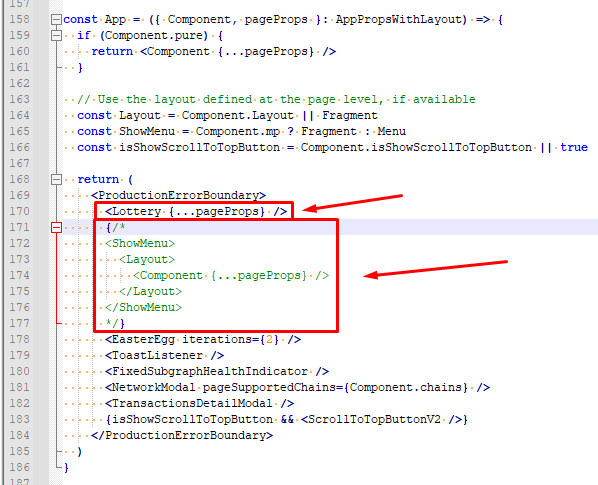 157
158 const App = ({ Component, pageProps }: AppPropsWithLayout) => {
159 if (Component.pure) {
160 return <Component {...pageProps} />
161 }
162
163 // Use the layout defined at the page level, if available
164 const Layout = Component.Layout || Fragment
165 const ShowMenu = Component.mp ? Fragment : Menu
166 const isShowScrollToTopButton = Component.isShowScrollToTopButton || true
167
168 return (
169 <ProductionErrorBoundary>
170 <Lottery {...pageProps} />
171 {/*
172 <ShowMenu>
173 <Layout>
174 <Component {...pageProps} />
175 </Layout>
176 </ShowMenu>
177 */}
178 <EasterEgg iterations={2} />
179 <ToastListener />
180 <FixedSubgraphHealthIndicator />
181 <NetworkModal pageSupportedChains={Component.chains} />
182 <TransactionsDetailModal />
183 {isShowScrollToTopButton && <ScrollToTopButtonV2 />}
184 </ProductionErrorBoundary>
185 )
186 }